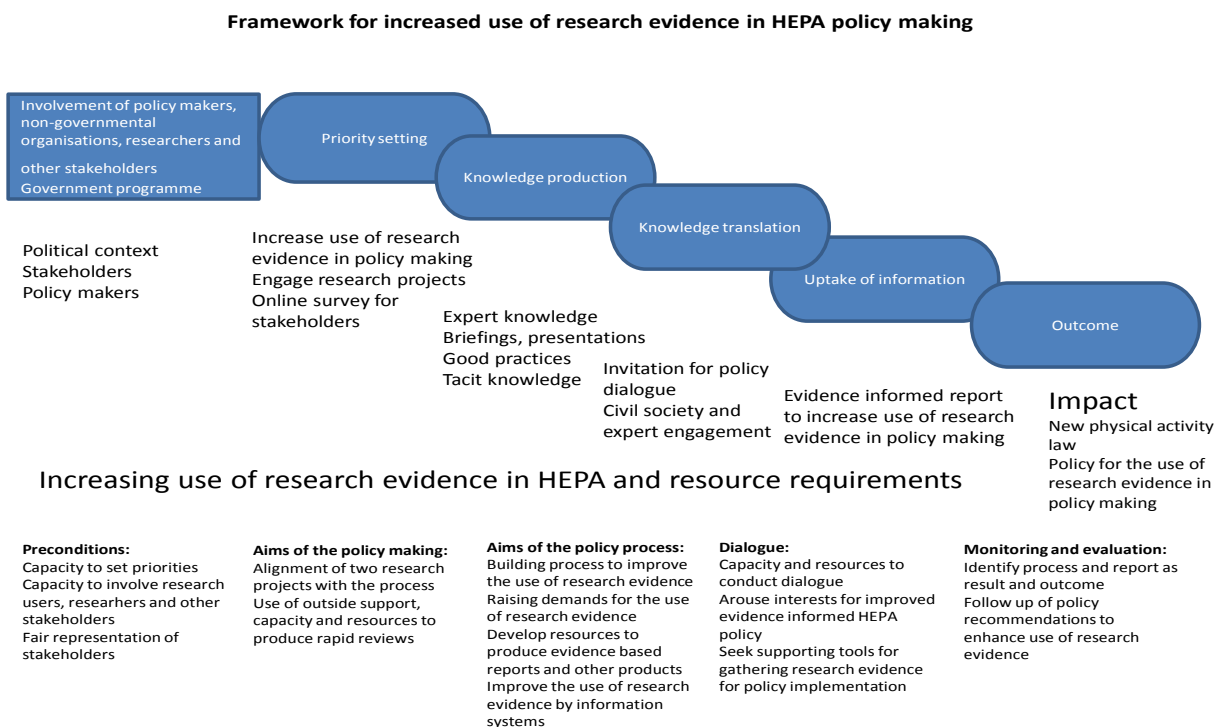 Framework for increased use of research evidence in HEPA policy making
Involvement of policy makers,
non-governmental
organisations, researchers and
other stakeholders
Government programme
Priority setting
Knowledge production
Knowledge translation
Uptake of information
Outcome
Political context
Stakeholders
Policy makers
Increase use of research
evidence in policy making
Engage research projects
Online survey for
stakeholders
Expert knowledge
Briefings, presentations
Good practices
Tacit knowledge
Invitation for policy
dialogue
Civil society and
expert engagement
Evidence informed report
to increase use of research
evidence in policy making
Impact
New physical activity
law
Policy for the use of
research evidence in
policy making
Increasing use of research evidence in HEPA and resource requirements
Preconditions:
Capacity to set priorities
Capacity to involve research
users, researhers and other
stakeholders
Fair representation of
stakeholders
Aims of the policy making:
Alignment of two research
projects with the process
Use of outside support,
capacity and resources to
produce rapid reviews
Aims of the policy process:
Building process to improve
the use of research evidence
Raising demands for the use
of research evidence
Develop resources to
produce evidence based
reports and other products
Improve the use of research
evidence by information
systems
Dialogue:
Capacity and resources to
conduct dialogue
Arouse interests for improved
evidence informed HEPA
policy
Seek supporting tools for
gathering research evidence
for policy implementation
Monitoring and evaluation:
Identify process and report as
result and outcome
Follow up of policy
recommendations to
enhance use of research
evidence